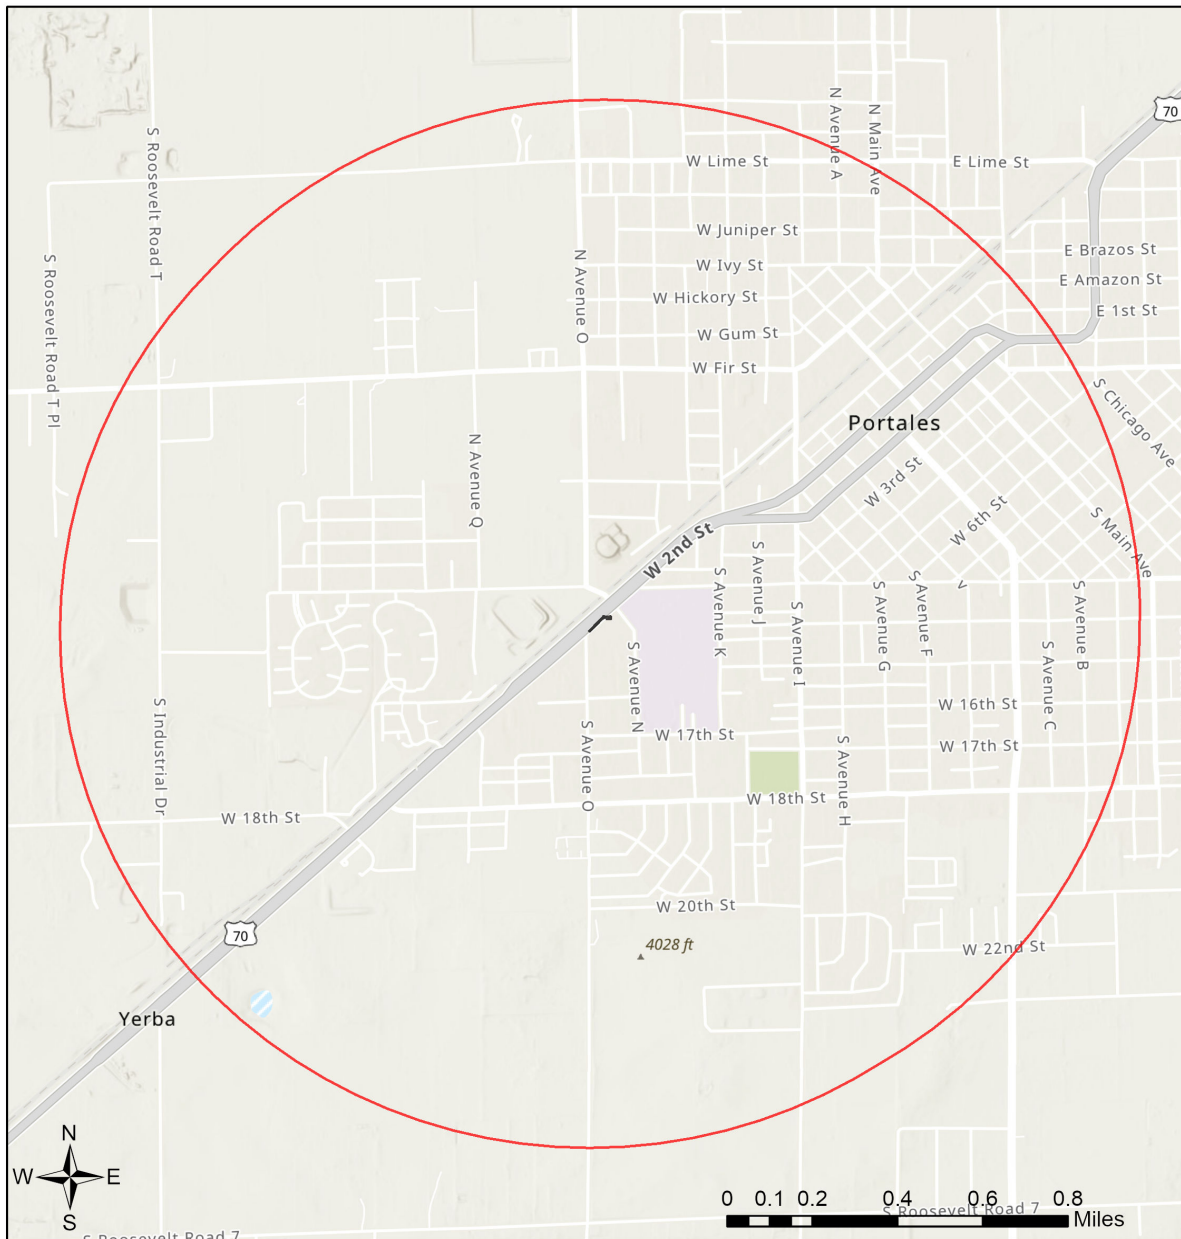 70
N Avenue A
N Main Ave
S Roosevelt Road T
W Lime St
E Lime St
W Juniper St
E Brazos St
N Avenue O
W Ivy St
E Amazon St
S Roosevelt Road T Pl
W Hickory St
E 1st St
W Gum St
W Fir St
S Chicago Ave
Portales
N Avenue Q
W 3rd St
W 6th St
S Main Ave
W 2nd St
S Avenue J
S Avenue K
S Avenue F
S Avenue G
S Avenue B
S Avenue I
S Avenue N
S Avenue C
S Industrial Dr
W 16th St
S Avenue O
W 17th St
S Avenue H
W 17th St
W 18th St
W 18th St
W 20th St
70
4028 ft
W 22nd St
Yerba
N
W E
S
0 0.1 0.2 0.4 0.6 0.8
Miles
S Roosevelt Road 7
S Roosevelt Road 7